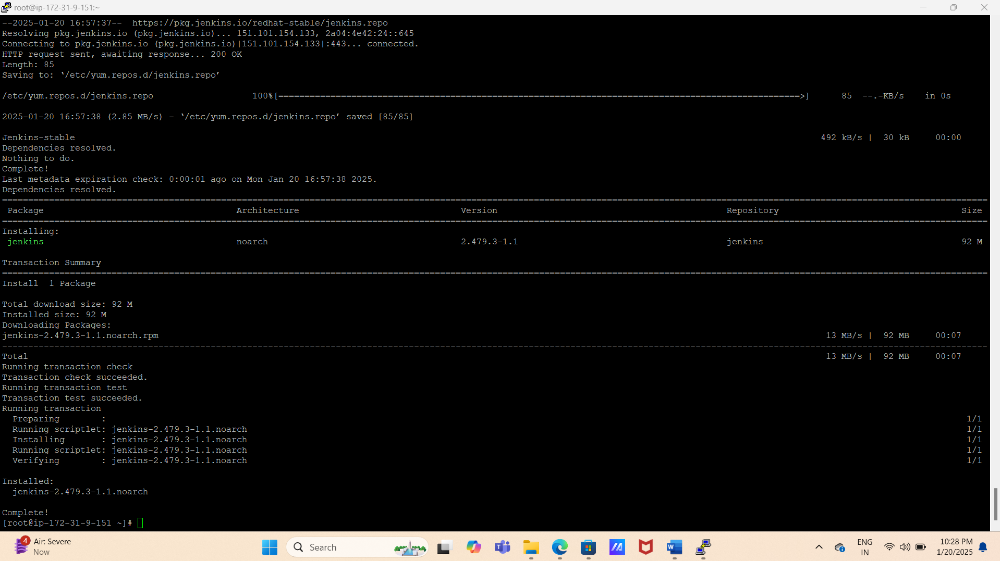 root@ip-172-31-9-151:~
--2025-01-20 16:57:37--  https://pkg.jenkins.io/redhat-stable/jenkins.repo
Resolving pkg.jenkins.io (pkg.jenkins.io)... 151.101.154.133, 2a04:4e42:24::645
Connecting to pkg.jenkins.io (pkg.jenkins.io)|151.101.154.133|:443... connected.
HTTP request sent, awaiting response... 200 OK
Length: 85
Saving to: ‘/etc/yum.repos.d/jenkins.repo’
/etc/yum.repos.d/jenkins.repo 100%[====================================================================================================>] 85 --.-KB/s in 0s
2025-01-20 16:57:38 (2.85 MB/s) - ‘/etc/yum.repos.d/jenkins.repo’ saved [85/85]
Jenkins-stable 492 kB/s | 30 kB 00:00
Dependencies resolved.
Nothing to do.
Complete!
Last metadata expiration check: 0:00:01 ago on Mon Jan 20 16:57:38 2025.
Dependencies resolved.
Package Architecture Version Repository Size
Installing:
jenkins noarch 2.479.3-1.1 jenkins 92 M
Transaction Summary
Install  1 Package
Total download size: 92 M
Installed size: 92 M
Downloading Packages:
jenkins-2.479.3-1.1.noarch.rpm 13 MB/s | 92 MB 00:07
Total 13 MB/s | 92 MB 00:07
Running transaction check
Transaction check succeeded.
Running transaction test
Transaction test succeeded.
Running transaction
Preparing        : 1/1
Running scriptlet: jenkins-2.479.3-1.1.noarch 1/1
Installing       : jenkins-2.479.3-1.1.noarch 1/1
Running scriptlet: jenkins-2.479.3-1.1.noarch 1/1
Verifying        : jenkins-2.479.3-1.1.noarch 1/1
Installed:
jenkins-2.479.3-1.1.noarch
Complete!
[root@ip-172-31-9-151 ~]#
4
Air: Severe
Now
Search
ENG
IN
10:28 PM
1/20/2025